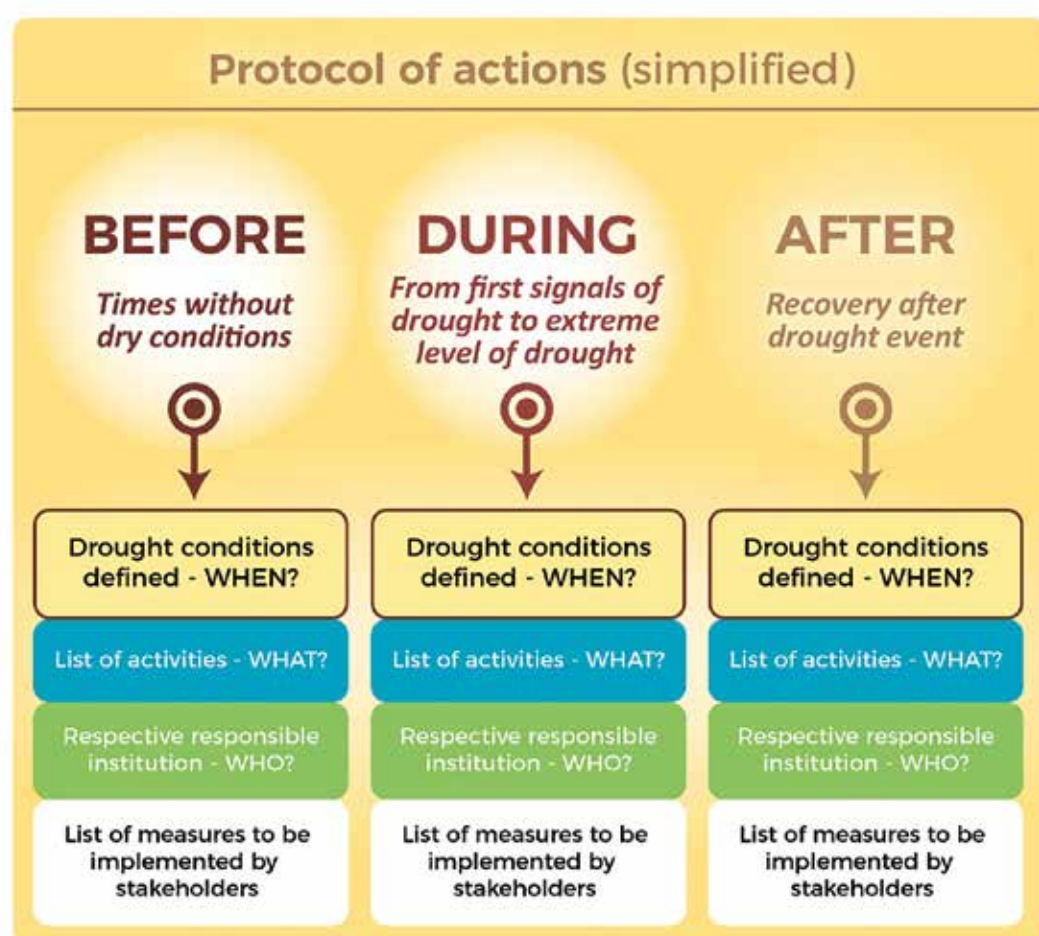 Protocol of actions (simplified)
BEFORE
Times without
dry conditions
Drought conditions
defined - WHEN?
List of activities - WHAT?
Respective responsible
institution - WHO?
List of measures to be
implemented by
stakeholders
DURING
From first signals of
drought to extreme
level of drought
Drought conditions
defined - WHEN?
List of activities - WHAT?
Respective responsible
institution - WHO?
List of measures to be
implemented by
stakeholders
AFTER
Recovery after
drought event
Drought conditions
defined - WHEN?
List of activities - WHAT?
Respective responsible
institution - WHO?
List of measures to be
implemented by
stakeholders